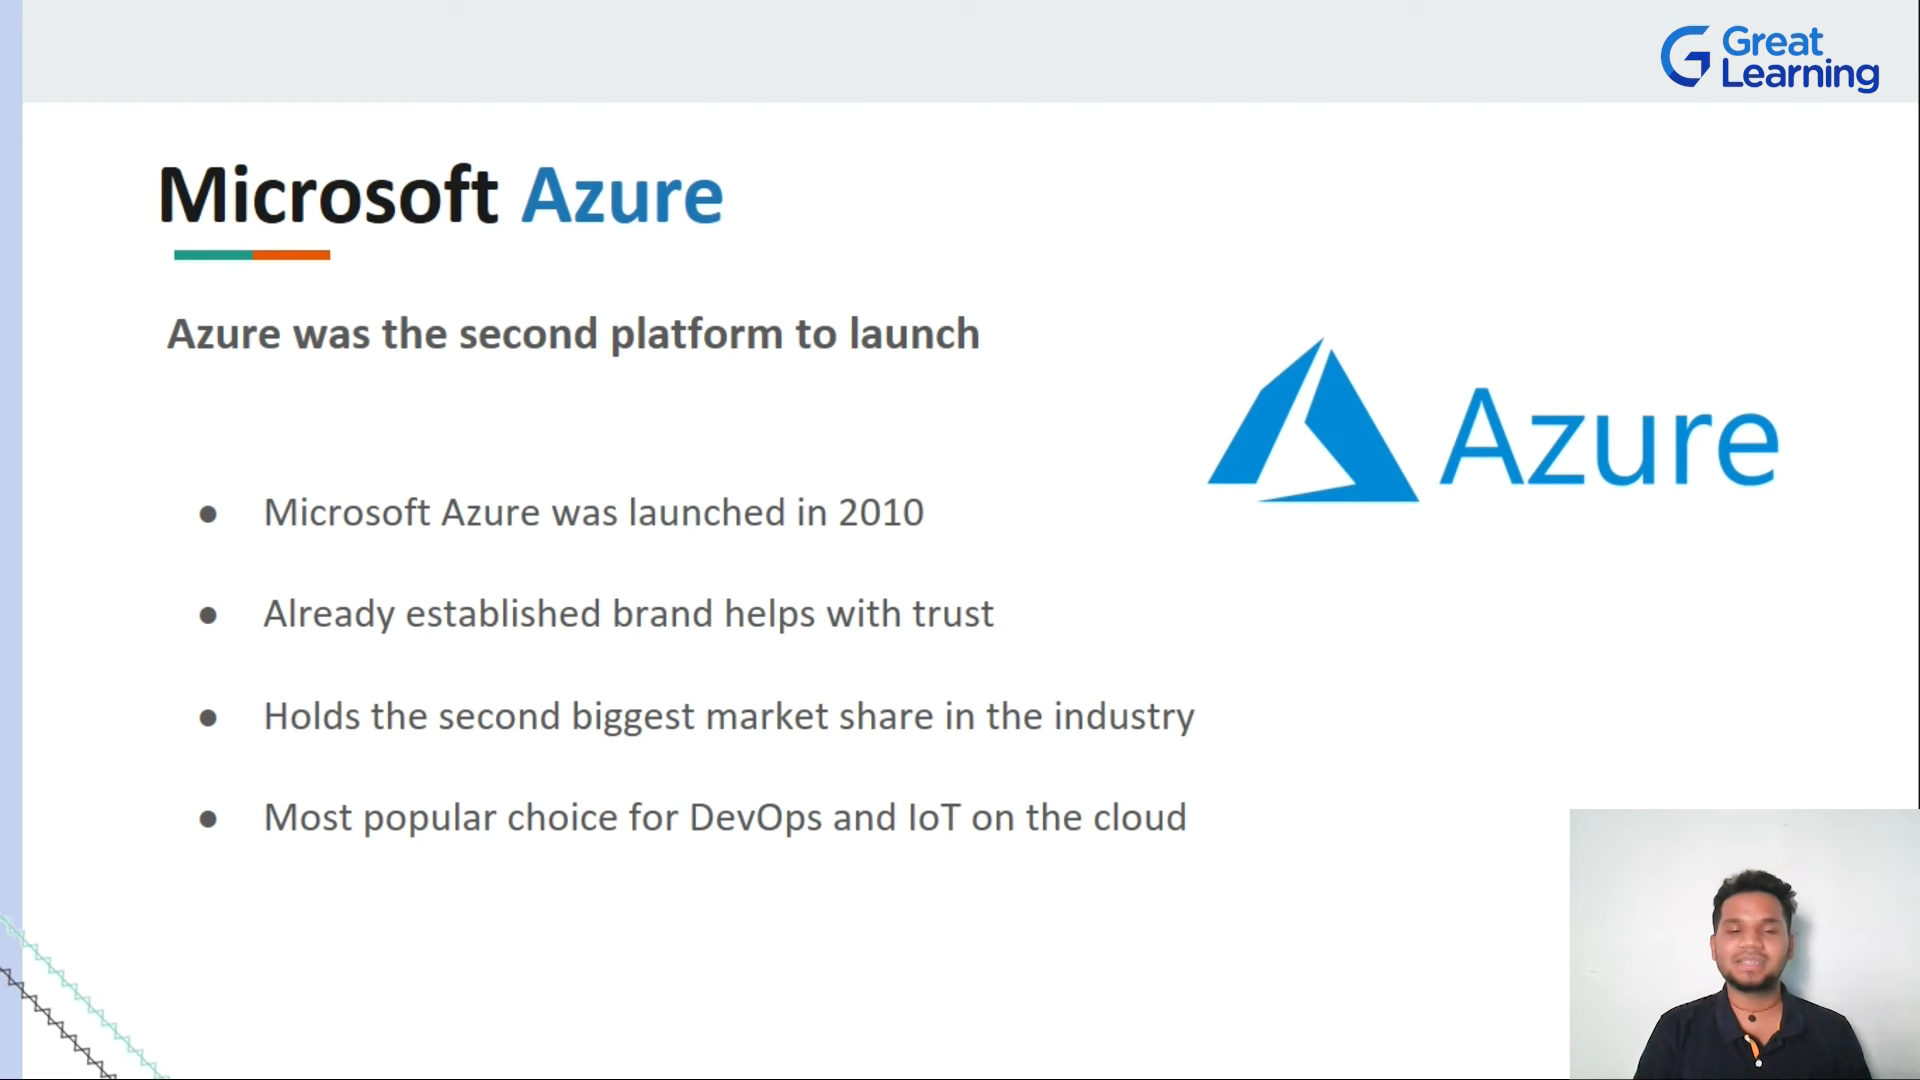 Great
Learning
Microsoft Azure
Azure was the second platform to launch
Azure
● Microsoft Azure was launched in 2010
● Already established brand helps with trust
● Holds the second biggest market share in the industry
● Most popular choice for DevOps and IoT on the cloud